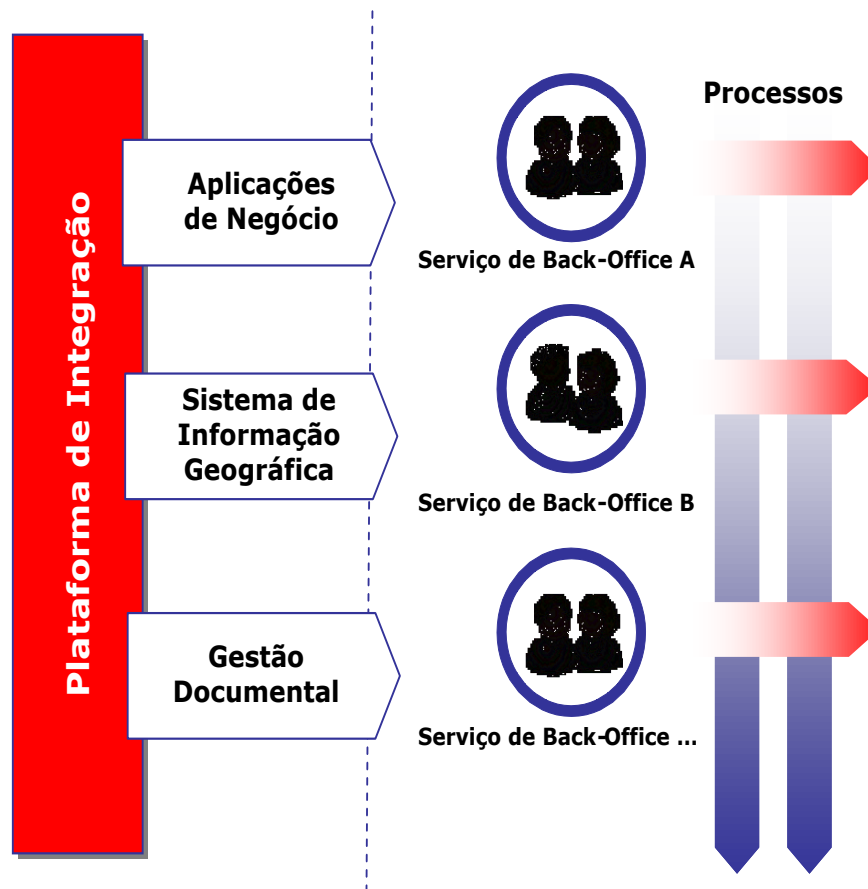 Plataforma de Integração
Aplicações
de Negócio
Sistema de
Informação
Geográfica
Gestão
Documental
Serviço de Back-Office A
Serviço de Back-Office B
Serviço de Back-Office ...
Processos